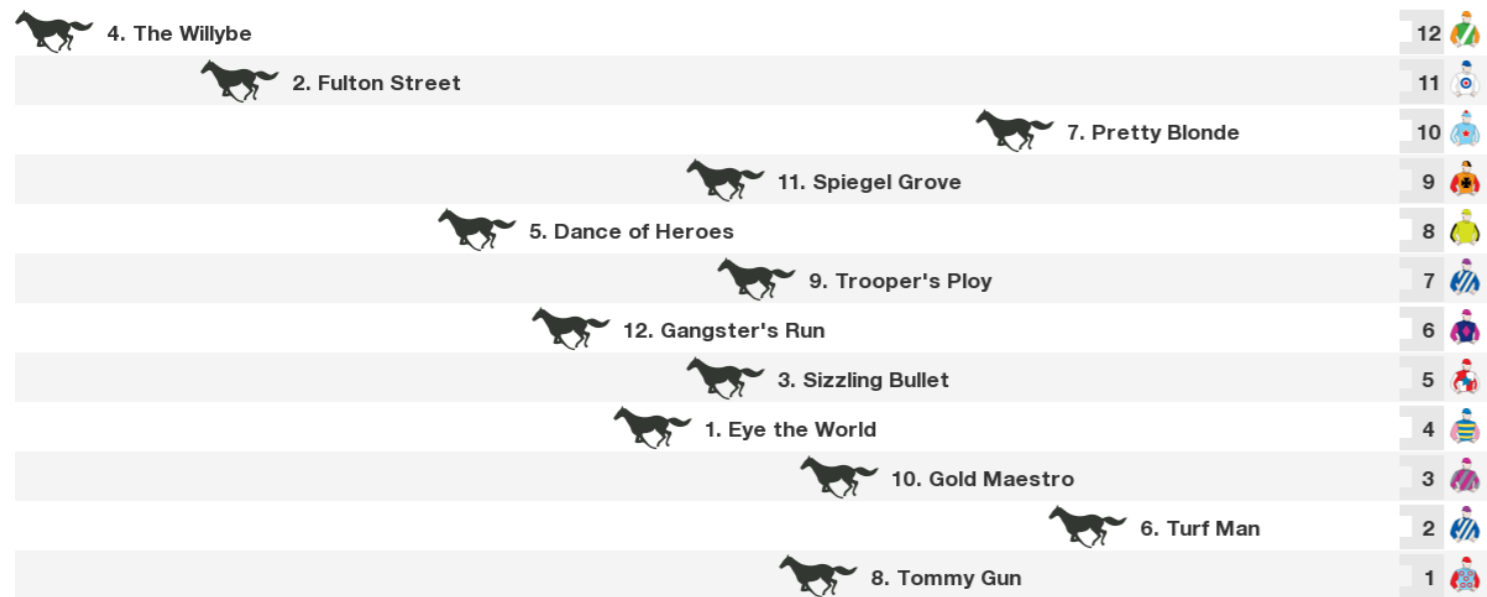 4. The Willybe 12
2. Fulton Street 11
7. Pretty Blonde 10
11. Spiegel Grove 9
5. Dance of Heroes 8
9. Trooper's Ploy 7
12. Gangster's Run 6
3. Sizzling Bullet 5
1. Eye the World 4
10. Gold Maestro 3
6. Turf Man 2
8. Tommy Gun 1